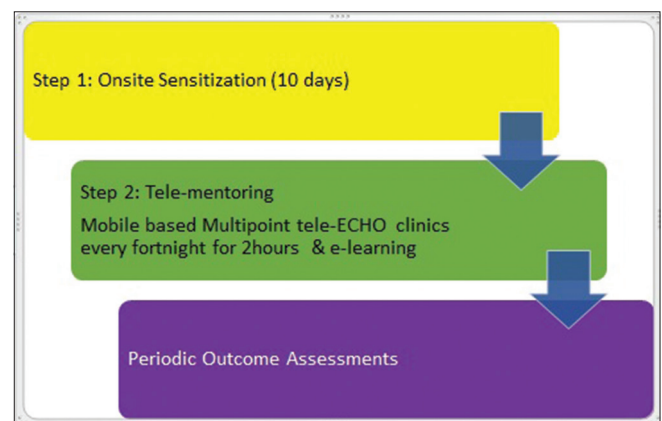 Step 1: Onsite Sensitization (10 days)
Step 2: Tele-mentoring
Mobile based Multipoint tele-ECHO clinics
every fortnight for 2hours & e-learning
Periodic Outcome Assessments